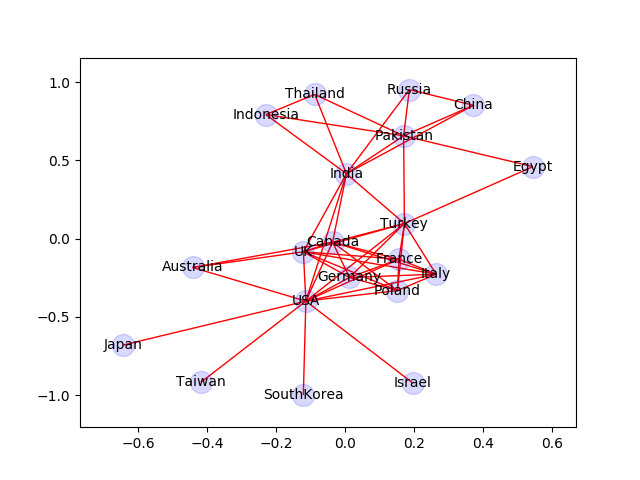 1.0
0.5
0.0
−0.5
−1.0
Thailand
Russia
China
Indonesia
Pakistan
Egypt
India
Turkey
Canada
UK
France
Australia
Germany
Italy
Poland
USA
Japan
Taiwan
Israel
SouthKorea
−0.6 −0.4 −0.2 0.0 0.2 0.4 0.6